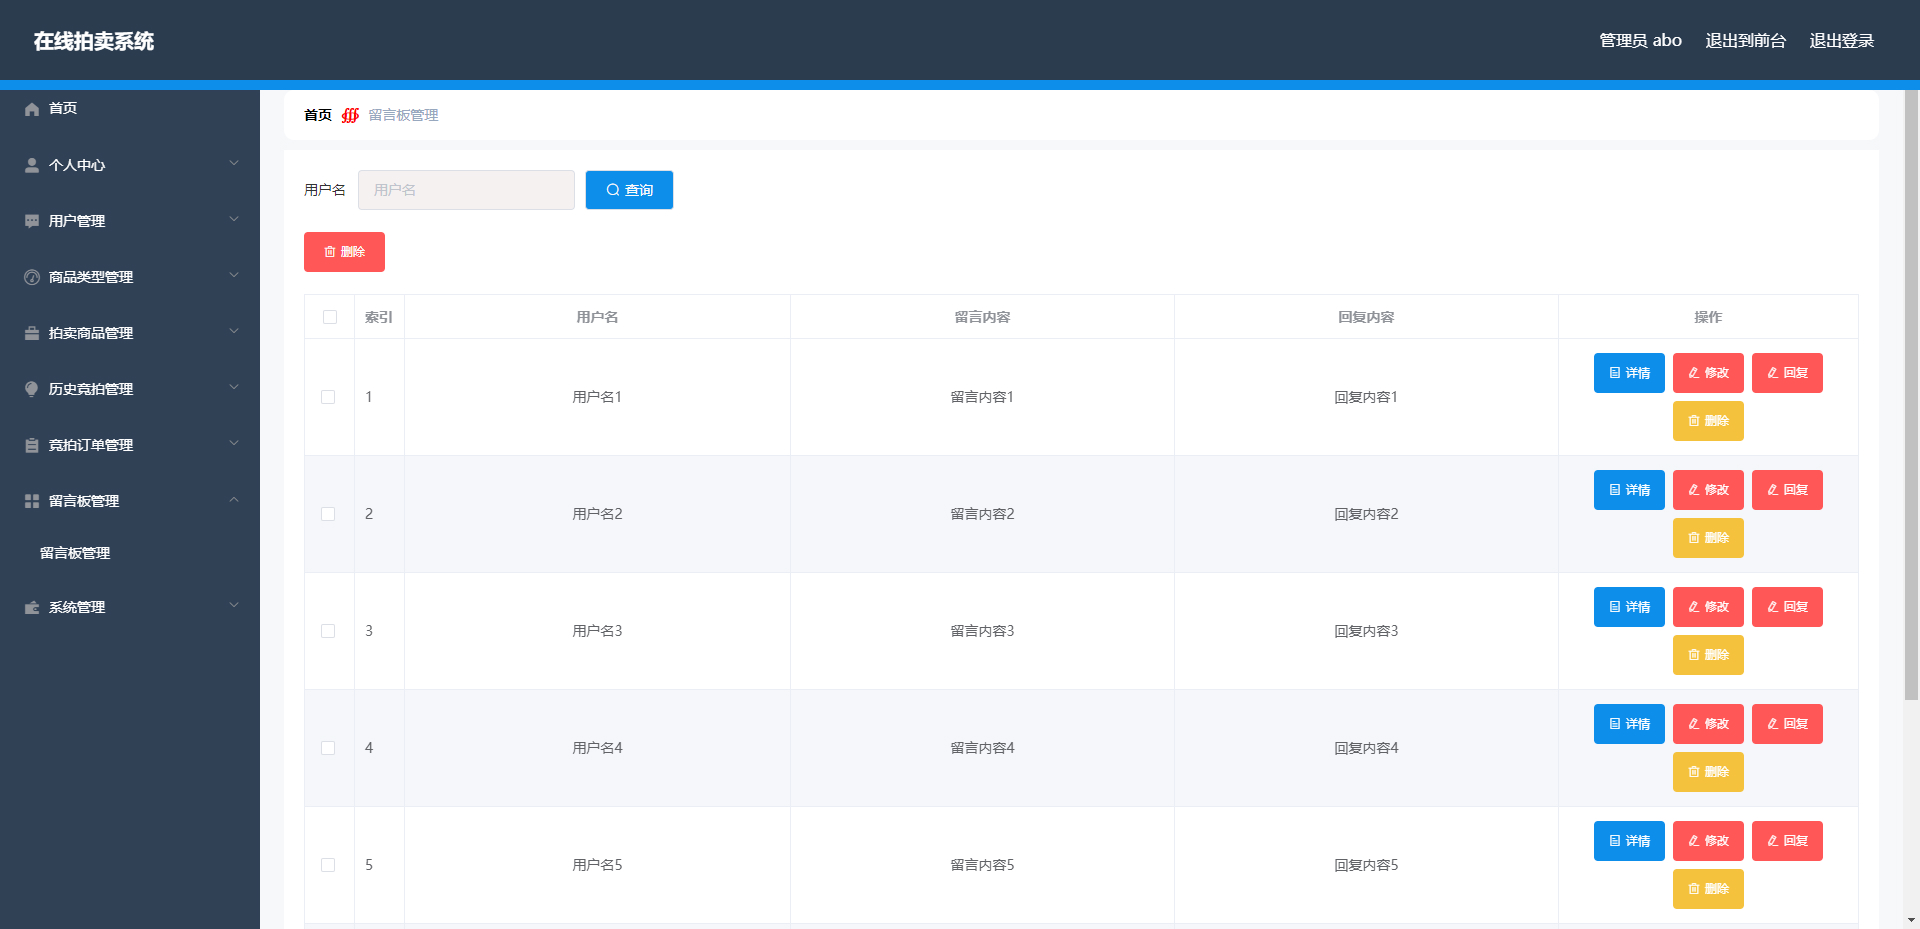 在线拍卖系统
管理员 abo 退出到前台 退出登录
首页
个人中心
用户管理
商品类型管理
拍卖商品管理
历史竞拍管理
竞拍订单管理
留言板管理
留言板管理
系统管理
首页 ∰ 留言板管理
用户名 用户名 查询
删除
索引 用户名 留言内容 回复内容 操作
1 用户名1 留言内容1 回复内容1 详情 修改 回复
删除
2 用户名2 留言内容2 回复内容2 详情 修改 回复
删除
3 用户名3 留言内容3 回复内容3 详情 修改 回复
删除
4 用户名4 留言内容4 回复内容4 详情 修改 回复
删除
5 用户名5 留言内容5 回复内容5 详情 修改 回复
删除